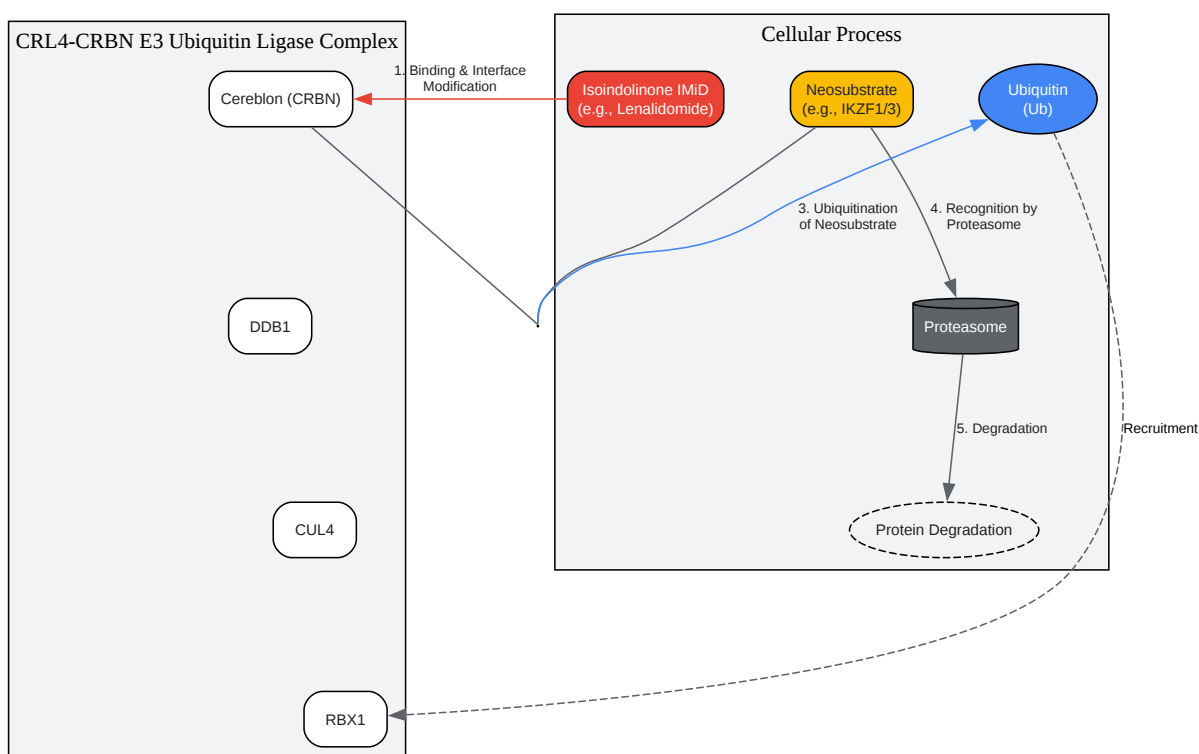 CRL4-CRBN E3 Ubiquitin Ligase Complex
Cellular Process
Cereblon (CRBN)
1. Binding & Interface
Modification
Isoindolinone IMiD
(e.g., Lenalidomide)
Neosubstrate
(e.g., IKZF1/3)
Ubiquitin
(Ub)
3. Ubiquitination
of Neosubstrate
4. Recognition by
Proteasome
DDB1
Proteasome
5. Degradation
Recruitment
CUL4
Protein Degradation
RBX1